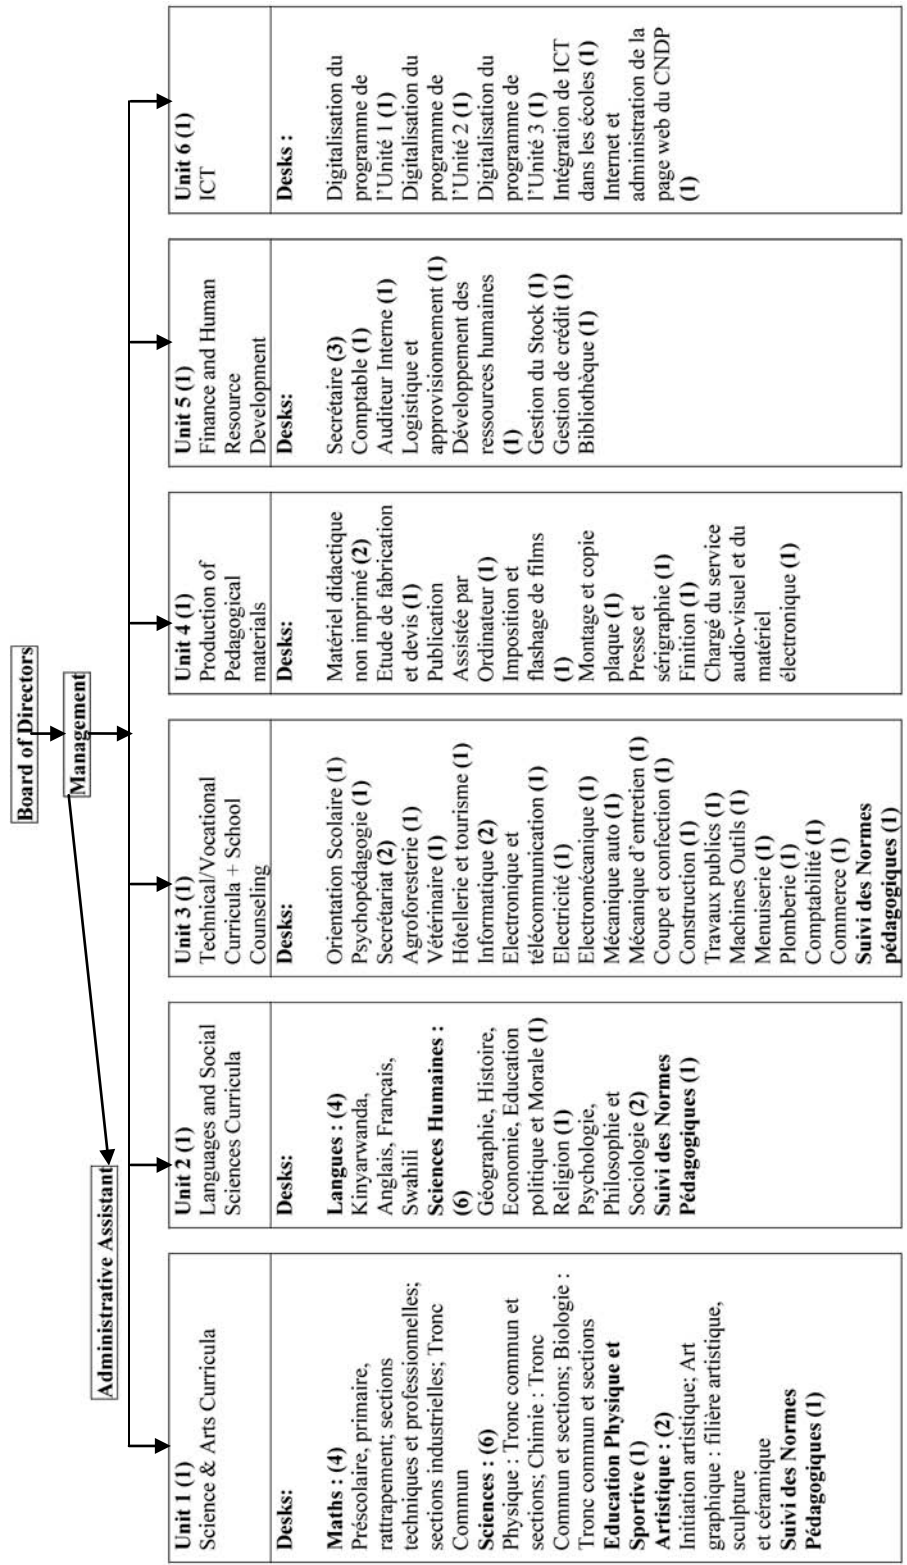 Board of Directors
Management
Administrative Assistant
Unit 1 (1)
Science & Arts Curricula
Desks:
Maths : (4)
Préscolaire, primaire,
rattrapement; sections
techniques et professionnelles;
sections industrielles; Tronc
Commun
Sciences : (6)
Physique : Tronc commun et
sections; Chimie : Tronc
Commun et sections; Biologie :
Tronc commun et sections
Education Physique et
Sportive (1)
Artistique : (2)
Initiation artistique; Art
graphique : filière artistique,
sculpture
et céramique
Suivi des Normes
Pédagogiques (1)
Unit 2 (1)
Languages and Social
Sciences Curricula
Desks:
Langues : (4)
Kinyarwanda,
Anglais, Français,
Swahili
Sciences Humaines :
(6)
Géographie, Histoire,
Economie, Education
politique et Morale (1)
Religion (1)
Psychologie,
Philosophie et
Sociologie (2)
Suivi des Normes
Pédagogiques (1)
Unit 3 (1)
Technical/Vocational
Curricula + School
Counseling
Desks:
Orientation Scolaire (1)
Psychopédagogie (1)
Secrétariat (2)
Agroforesterie (1)
Vétérinaire (1)
Hôtellerie et tourisme (1)
Informatique (2)
Electronique et
télécommunication (1)
Electricité (1)
Electromécanique (1)
Mécanique auto (1)
Mécanique d'entretien (1)
Coupe et confection (1)
Construction (1)
Travaux publics (1)
Machines Outils (1)
Menuiserie (1)
Plomberie (1)
Comptabilité (1)
Commerce (1)
Suivi des Normes
pédagogiques (1)
Unit 4 (1)
Production of
Pedagogical
materials
Desks:
Matériel didactique
non imprimé (2)
Etude de fabrication
et devis (1)
Publication
Assistée par
Ordinateur (1)
Imposition et
flashage de films
(1)
Montage et copie
plaque (1)
Presse et
sérigraphie (1)
Finition (1)
Chargé du service
audio-visuel et du
matériel
électronique (1)
Unit 5 (1)
Finance and Human
Resource
Development
Desks:
Secrétaire (3)
Comptable (1)
Auditeur Interne (1)
Logistique et
approvisionnement (1)
Développement des
ressources humaines
(1)
Gestion du Stock (1)
Gestion de crédit (1)
Bibliothèque (1)
Unit 6 (1)
ICT
Desks :
Digitalisation du
programme de
l'Unité 1 (1)
Digitalisation du
programme de
l'Unité 2 (1)
Digitalisation du
programme de
l'Unité 3 (1)
Intégration de ICT
dans les écoles (1)
Internet et
administration de la
page web du CNDP
(1)